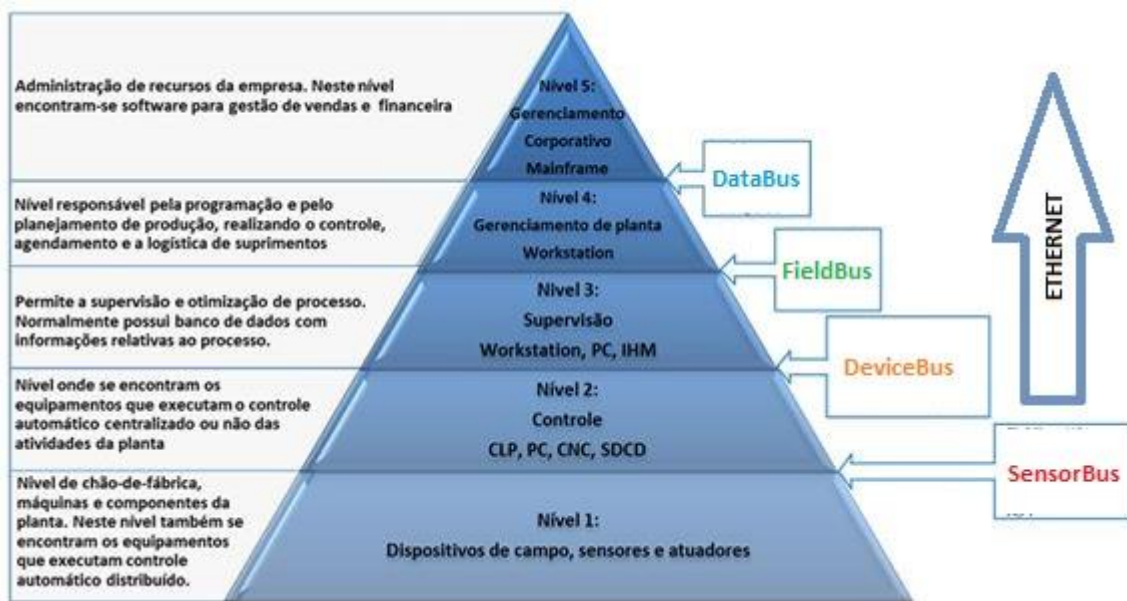 Administração de recursos da empresa. Neste nível
encontram-se software para gestão de vendas e financeira
Nível responsável pela programação e pelo
planejamento de produção, realizando o controle,
agendamento e a logística de suprimentos
Permite a supervisão e otimização de processo.
Normalmente possui banco de dados com
informações relativas ao processo.
Nível onde se encontram os
equipamentos que executam o controle
automático centralizado ou não das
atividades da planta
Nível de chão-de-fábrica,
máquinas e componentes da
planta. Neste nível também se
encontram os equipamentos
que executam controle
automático distribuído.
Nível 5:
Gerenciamento
Corporativo
Mainframe
Nível 4:
Gerenciamento de planta
Workstation
Nível 3:
Supervisão
Workstation, PC, IHM
Nível 2:
Controle
CLP, PC, CNC, SDCD
Nível 1:
Dispositivos de campo, sensores e atuadores
DataBus
FieldBus
DeviceBus
SensorBus
ETHERNET